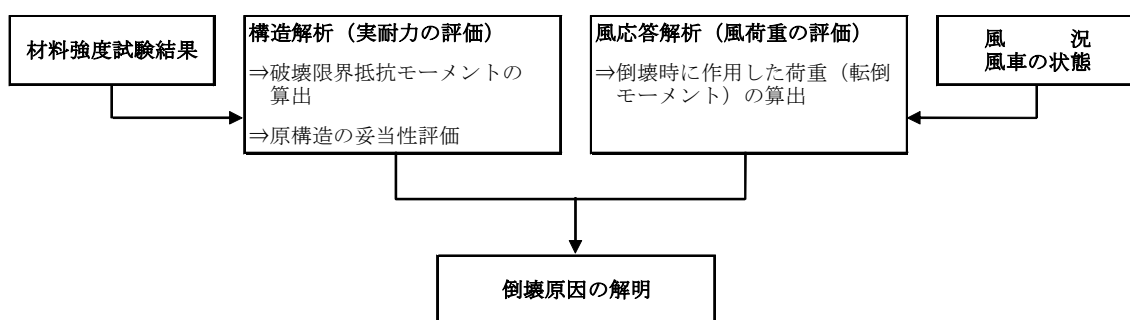 材料強度試験結果
構造解析（実耐力の評価）
⇒破壊限界抵抗モーメントの
算出
⇒原構造の妥当性評価
風応答解析（風荷重の評価）
⇒倒壊時に作用した荷重（転倒
モーメント）の算出
風　　況
風車の状態
倒壊原因の解明